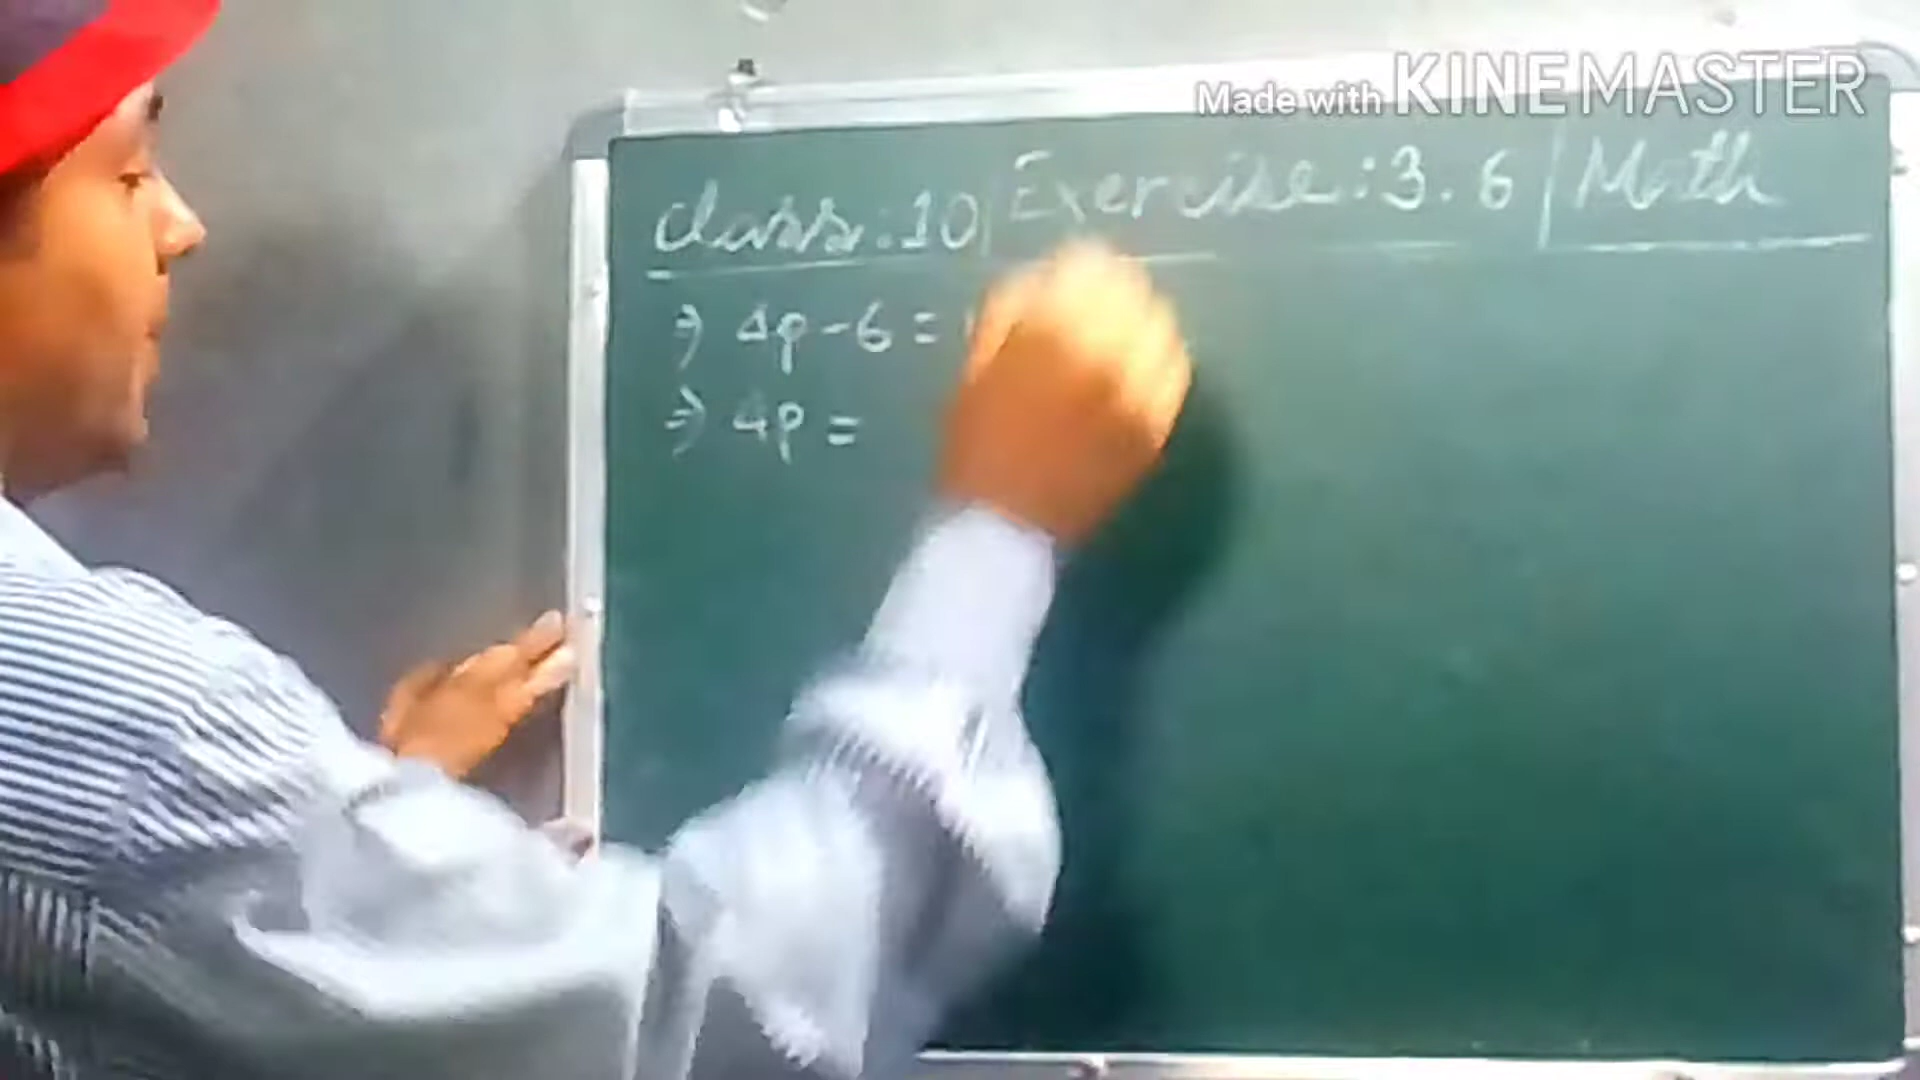 Made with KINEMASTER
Class:10 | Exercise:3.6 | Math
⇒ 4p-6=
⇒ 4p=